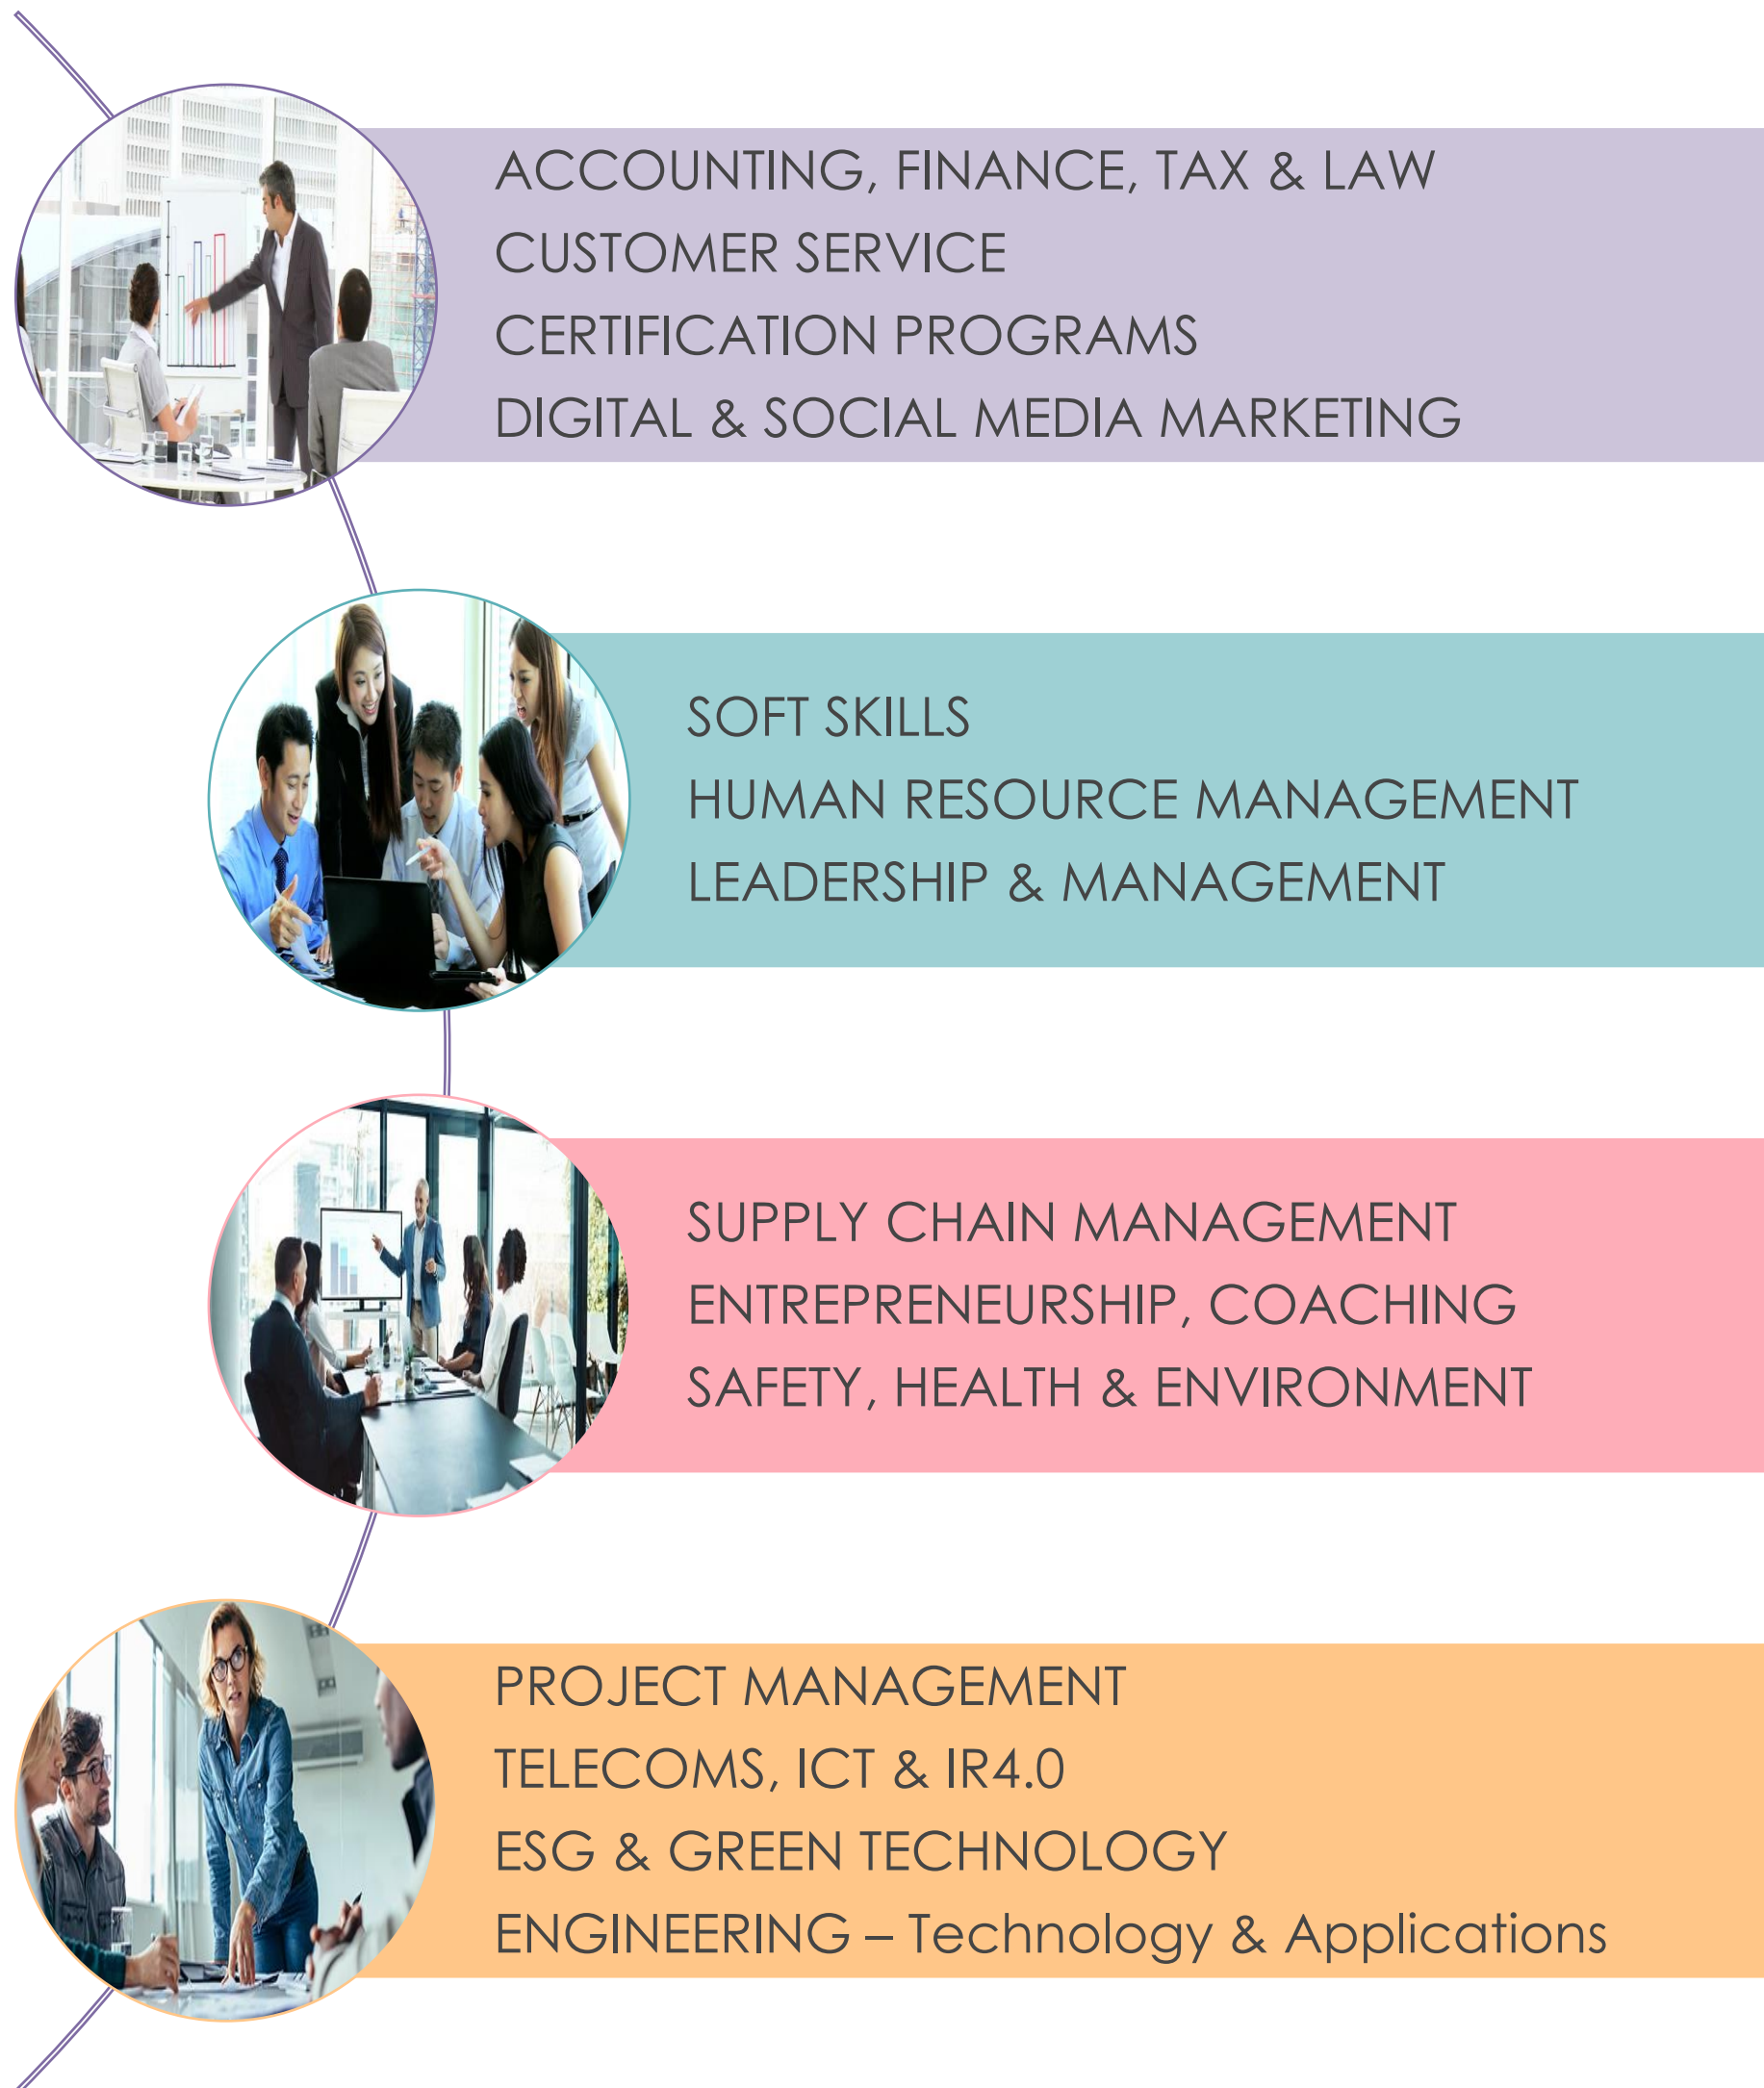 ACCOUNTING, FINANCE, TAX & LAW
CUSTOMER SERVICE
CERTIFICATION PROGRAMS
DIGITAL & SOCIAL MEDIA MARKETING
SOFT SKILLS
HUMAN RESOURCE MANAGEMENT
LEADERSHIP & MANAGEMENT
SUPPLY CHAIN MANAGEMENT
ENTREPRENEURSHIP, COACHING
SAFETY, HEALTH & ENVIRONMENT
PROJECT MANAGEMENT
TELECOMS, ICT & IR4.0
ESG & GREEN TECHNOLOGY
ENGINEERING – Technology & Applications